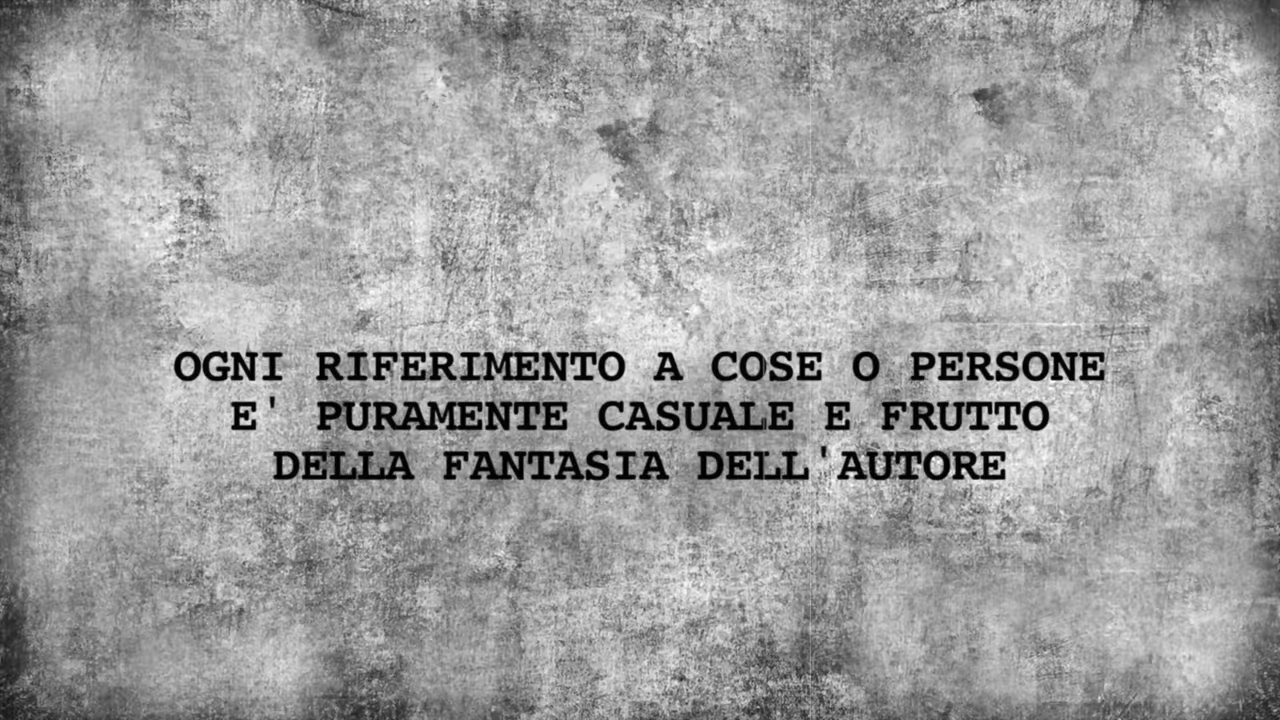 OGNI RIFERIMENTO A COSE O PERSONE
E' PURAMENTE CASUALE E FRUTTO
DELLA FANTASIA DELL'AUTORE